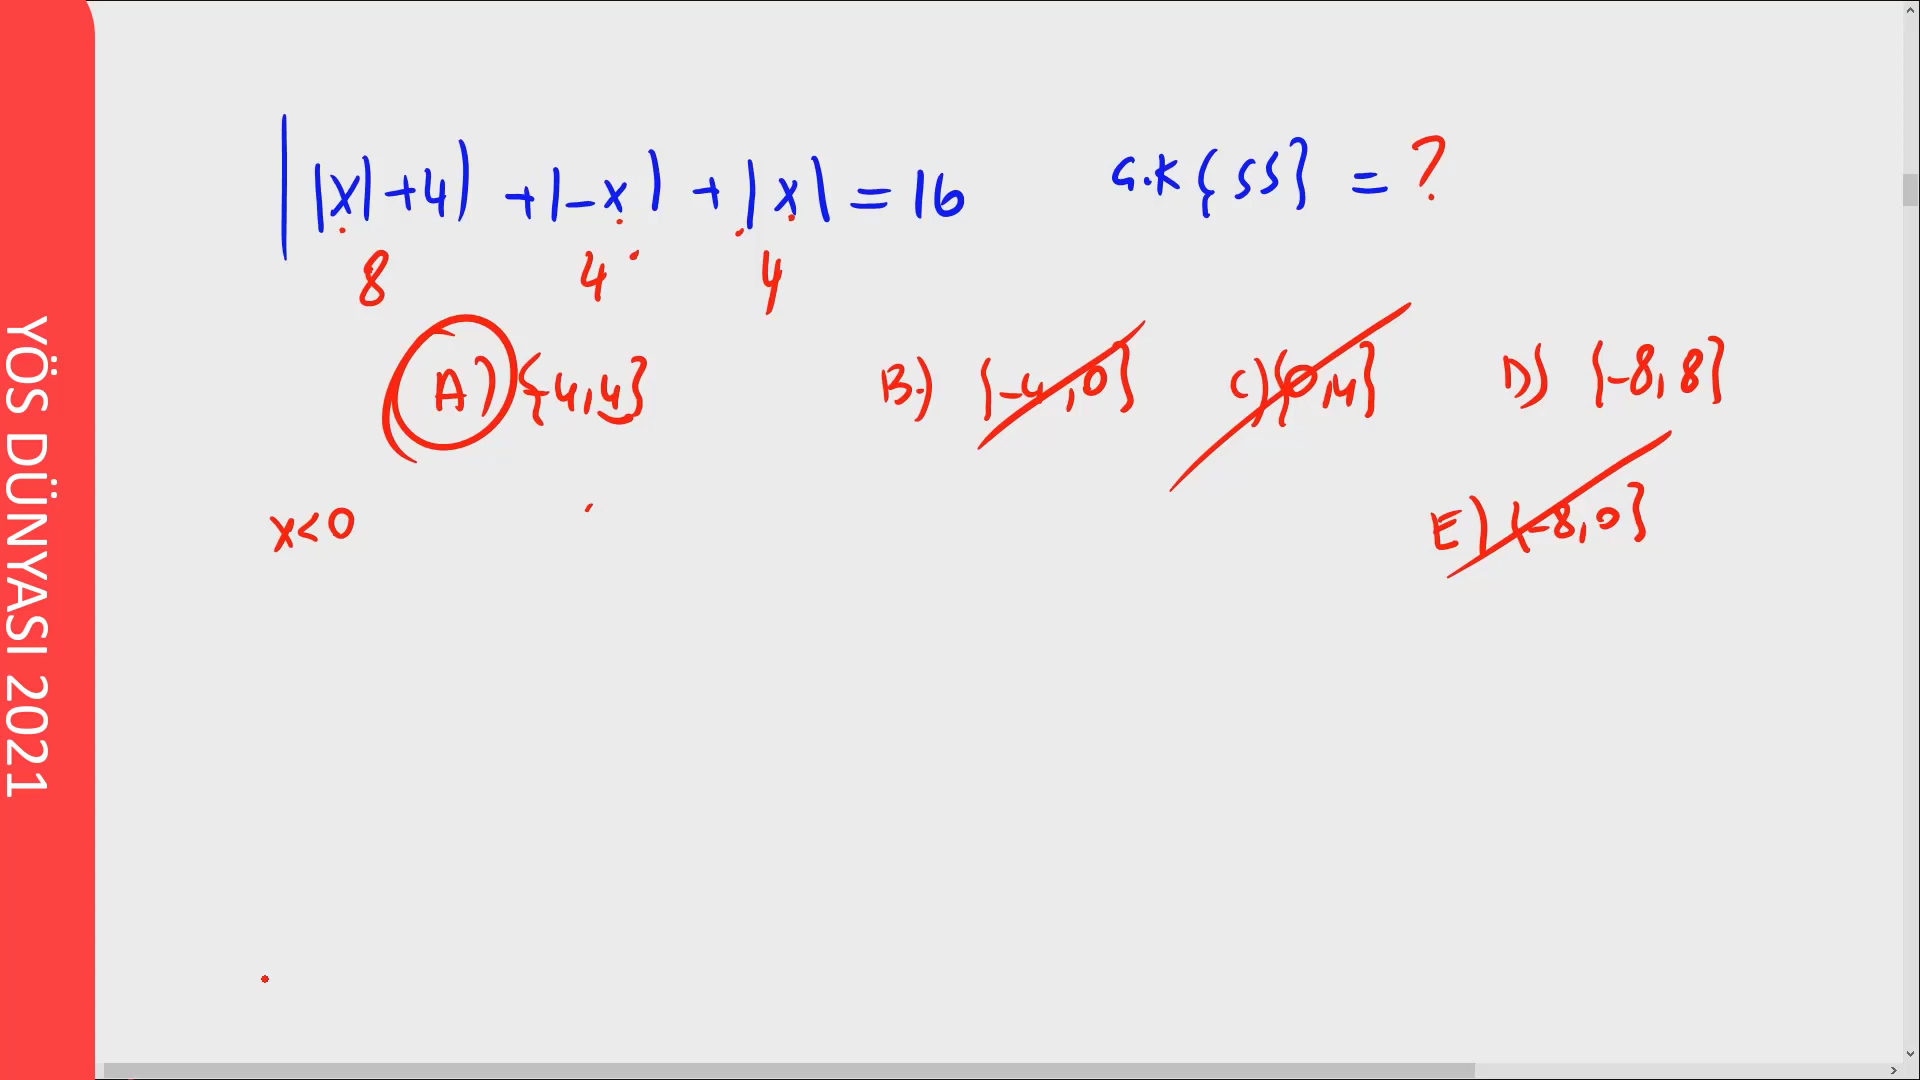 YÖS DÜNYASI 2021
||x|+4| + |-x| + |x| = 16
G.K {SS} = ?
8 4 4
A) {-4,4} B.) {-4,0} C) {0,4} D) {-8,8}
x<0
E) {-8,0}